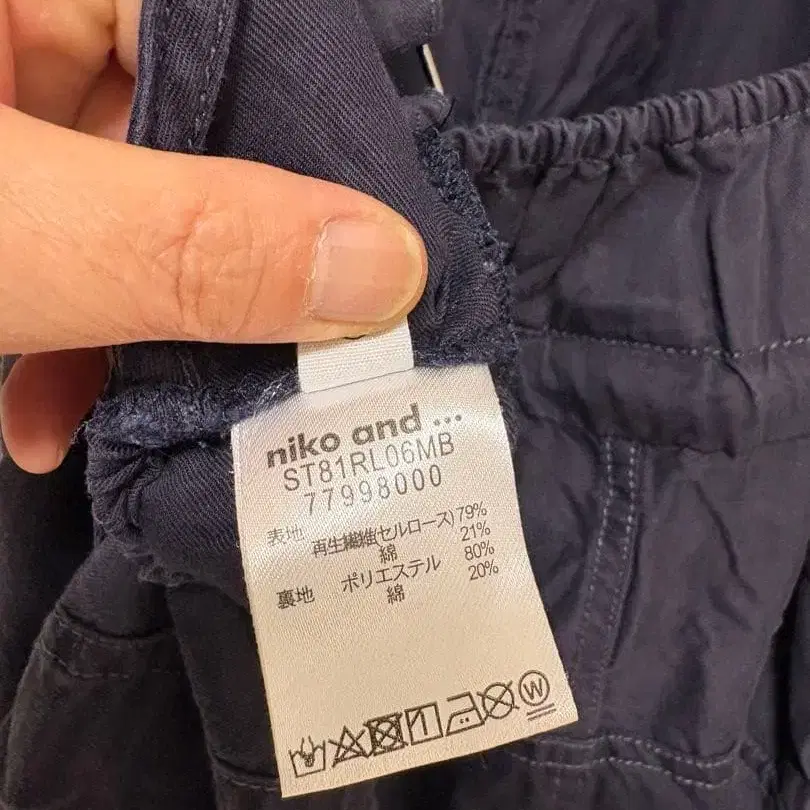 niko and ...
ST81RL06MB
77998000
表地 再生繊維(セルロース) 79%
綿 21%
裏地 ポリエステル 80%
綿 20%
W